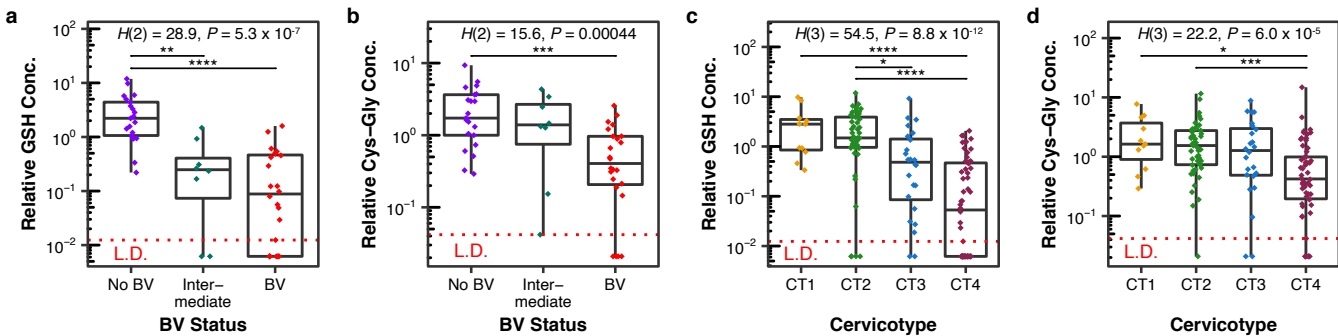 a
H(2) = 28.9, P = 5.3 x 10⁻⁷
**
****
Relative GSH Conc.
10²
10¹
10⁰
10⁻¹
10⁻²
L.D.
No BV
Inter−
mediate
BV
BV Status
b
H(2) = 15.6, P = 0.00044
***
Relative Cys−Gly Conc.
10²
10¹
10⁰
10⁻¹
L.D.
No BV
Inter−
mediate
BV
BV Status
c
H(3) = 54.5, P = 8.8 x 10⁻¹²
****
*
****
Relative GSH Conc.
10³
10²
10¹
10⁰
10⁻¹
10⁻²
L.D.
CT1
CT2
CT3
CT4
Cervicotype
d
H(3) = 22.2, P = 6.0 x 10⁻⁵
*
***
Relative Cys−Gly Conc.
10²
10¹
10⁰
10⁻¹
L.D.
CT1
CT2
CT3
CT4
Cervicotype